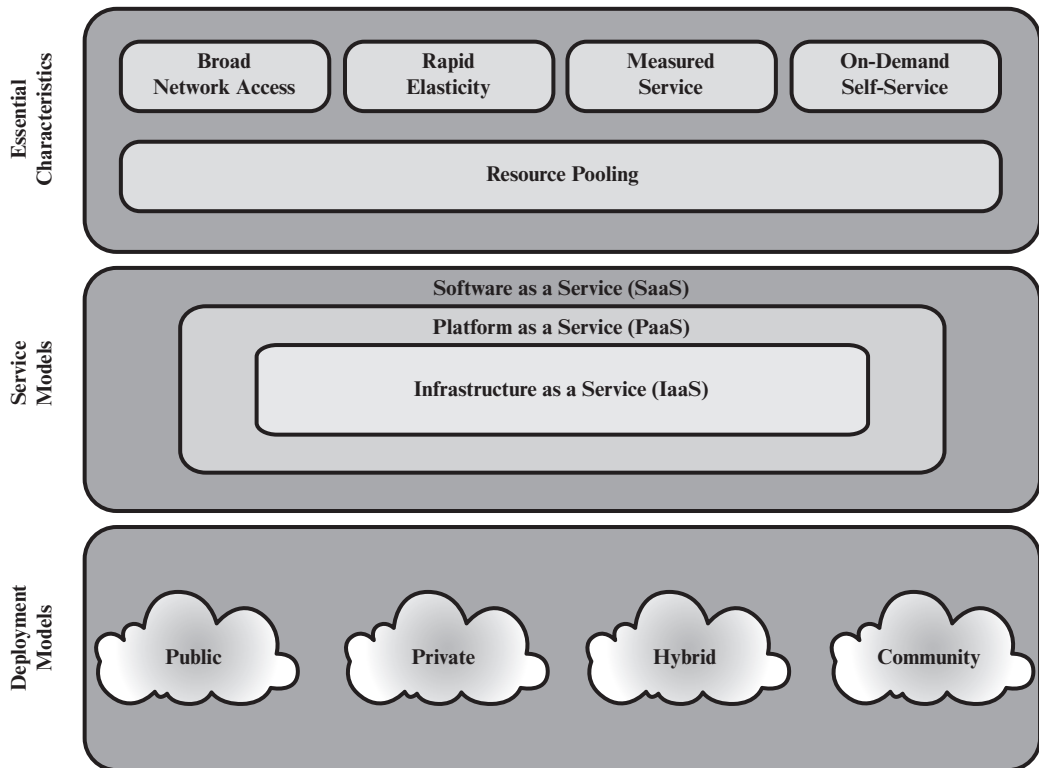 Essential
Characteristics
Broad
Network Access
Rapid
Elasticity
Measured
Service
On-Demand
Self-Service
Resource Pooling
Service
Models
Software as a Service (SaaS)
Platform as a Service (PaaS)
Infrastructure as a Service (IaaS)
Deployment
Models
Public
Private
Hybrid
Community